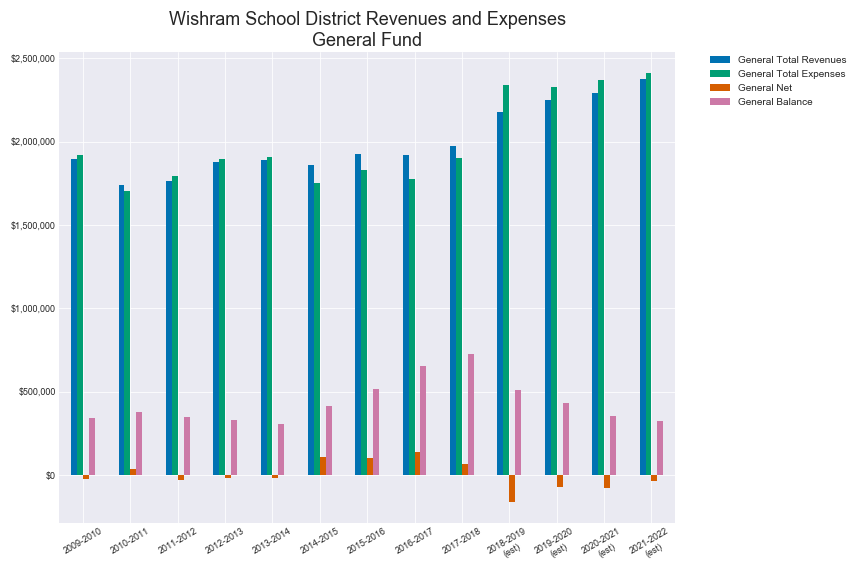 Wishram School District Revenues and Expenses
General Fund
$2,500,000
$2,000,000
$1,500,000
$1,000,000
$500,000
$0
2009-2010
2010-2011
2011-2012
2012-2013
2013-2014
2014-2015
2015-2016
2016-2017
2017-2018
2018-2019
(est)
2019-2020
(est)
2020-2021
(est)
2021-2022
(est)
General Total Revenues
General Total Expenses
General Net
General Balance